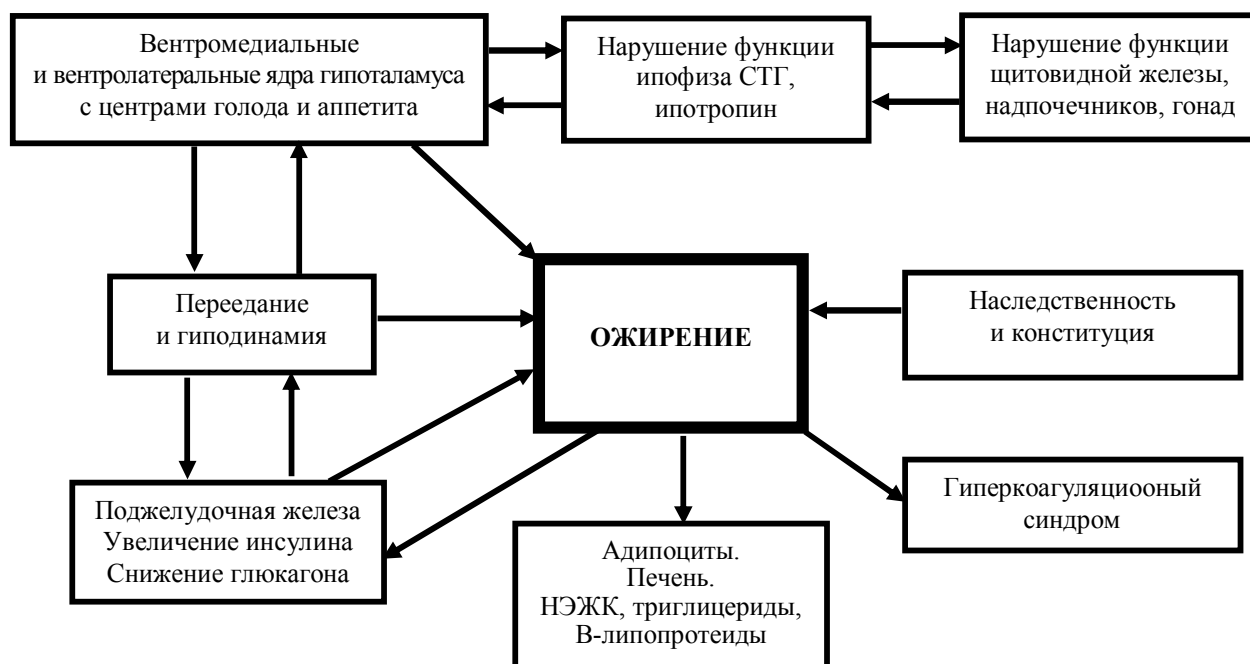 Вентромедиальные
и вентролатеральные ядра гипоталамуса
с центрами голода и аппетита
Нарушение функции
ипофиза СТГ,
ипотропин
Нарушение функции
щитовидной железы,
надпочечников, гонад
Переедание
и гиподинамия
ОЖИРЕНИЕ
Наследственность
и конституция
Поджелудочная железа
Увеличение инсулина
Снижение глюкагона
Адипоциты.
Печень.
НЭЖК, триглицериды,
В-липопротеиды
Гиперкоагуляциооный
синдром